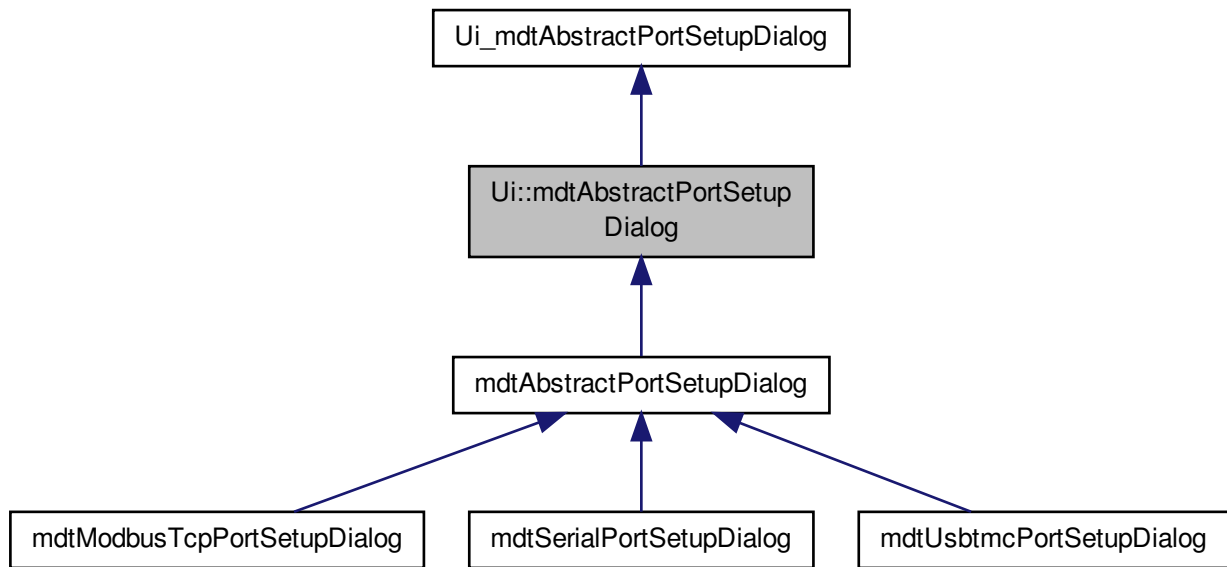 Ui_mdtAbstractPortSetupDialog
Ui::mdtAbstractPortSetup
Dialog
mdtAbstractPortSetupDialog
mdtModbusTcpPortSetupDialog
mdtSerialPortSetupDialog
mdtUsbtmcPortSetupDialog